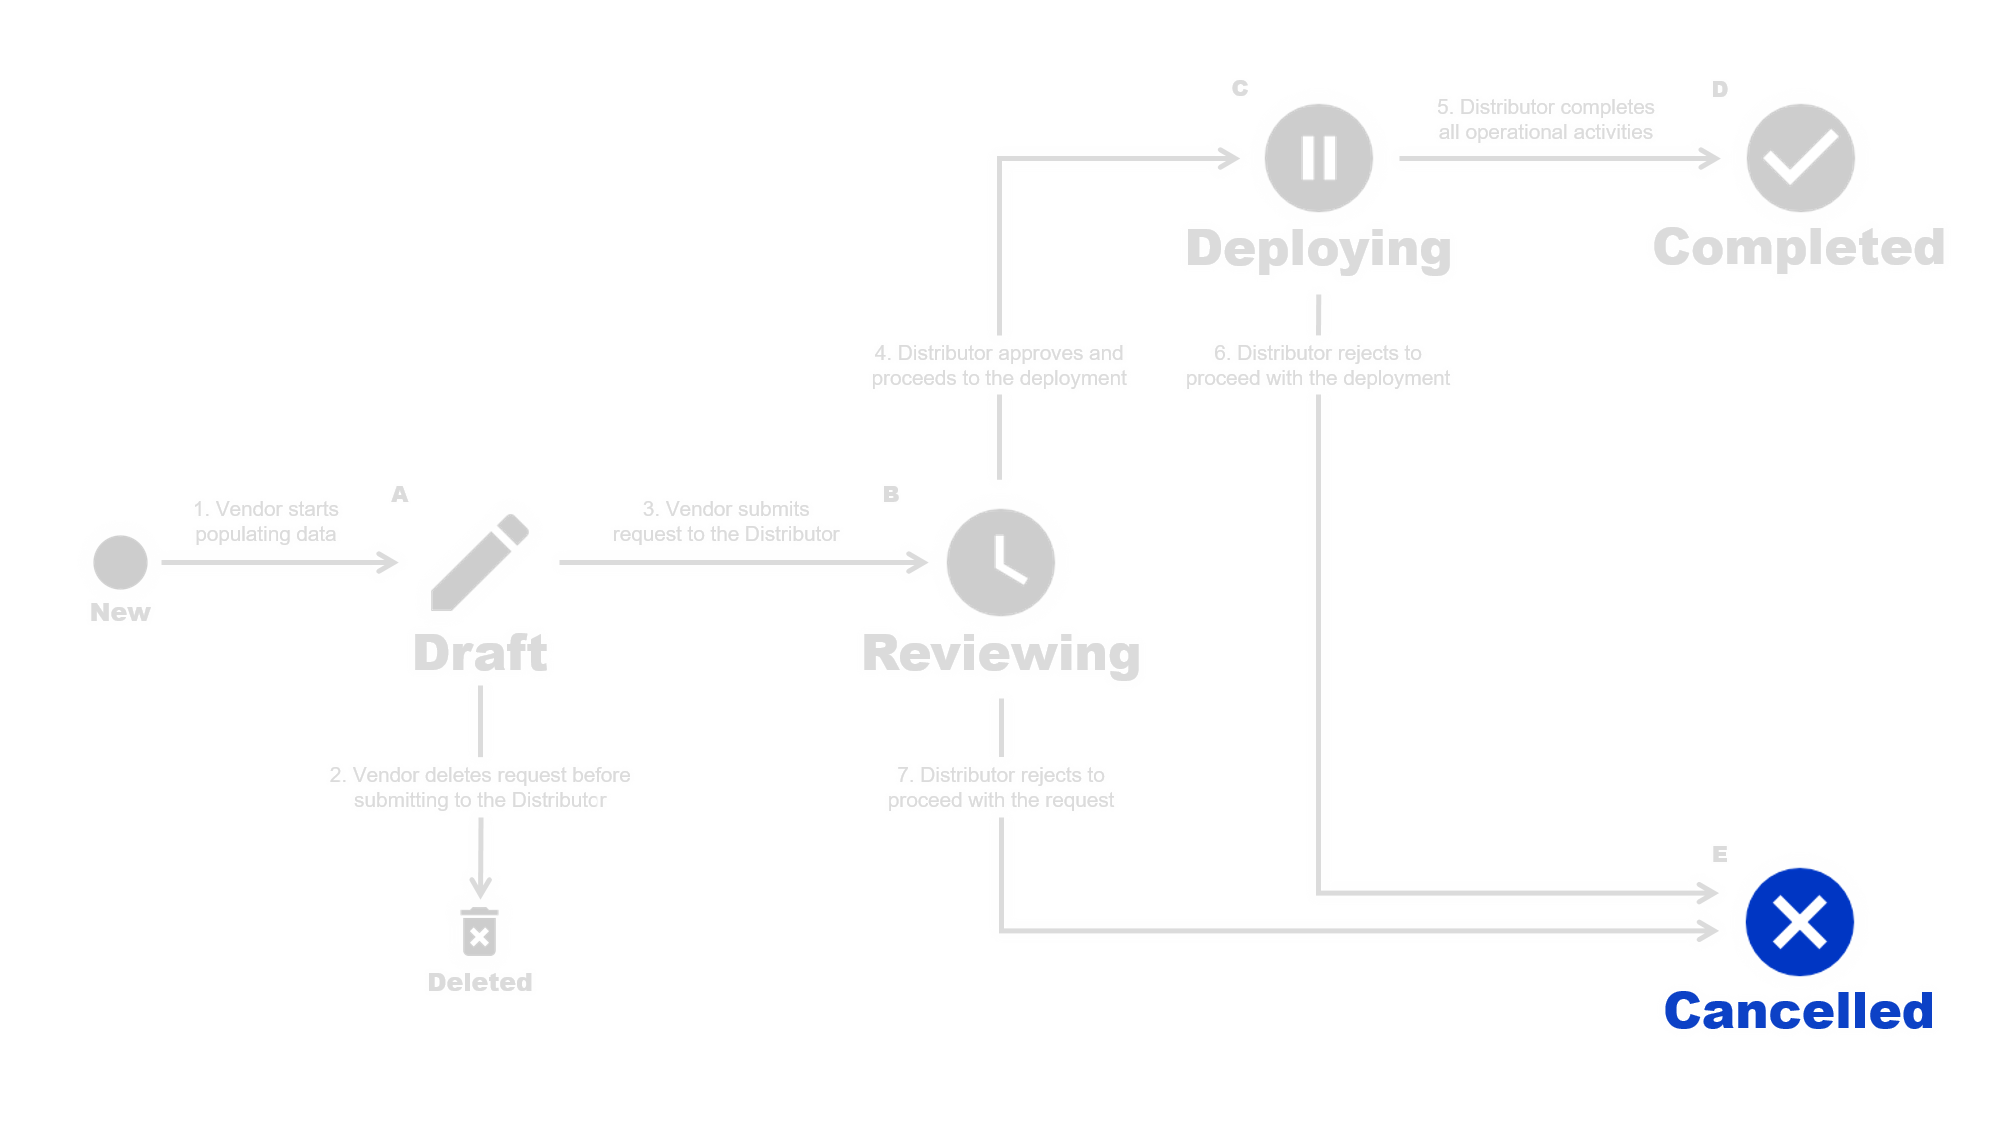 C
5. Distributor completes
all operational activities
D
Deploying
Completed
4. Distributor approves and
proceeds to the deployment
6. Distributor rejects to
proceed with the deployment
1. Vendor starts
populating data
A
3. Vendor submits
request to the Distributor
B
New
Draft
Reviewing
2. Vendor deletes request before
submitting to the Distributor
7. Distributor rejects to
proceed with the request
E
Deleted
Cancelled